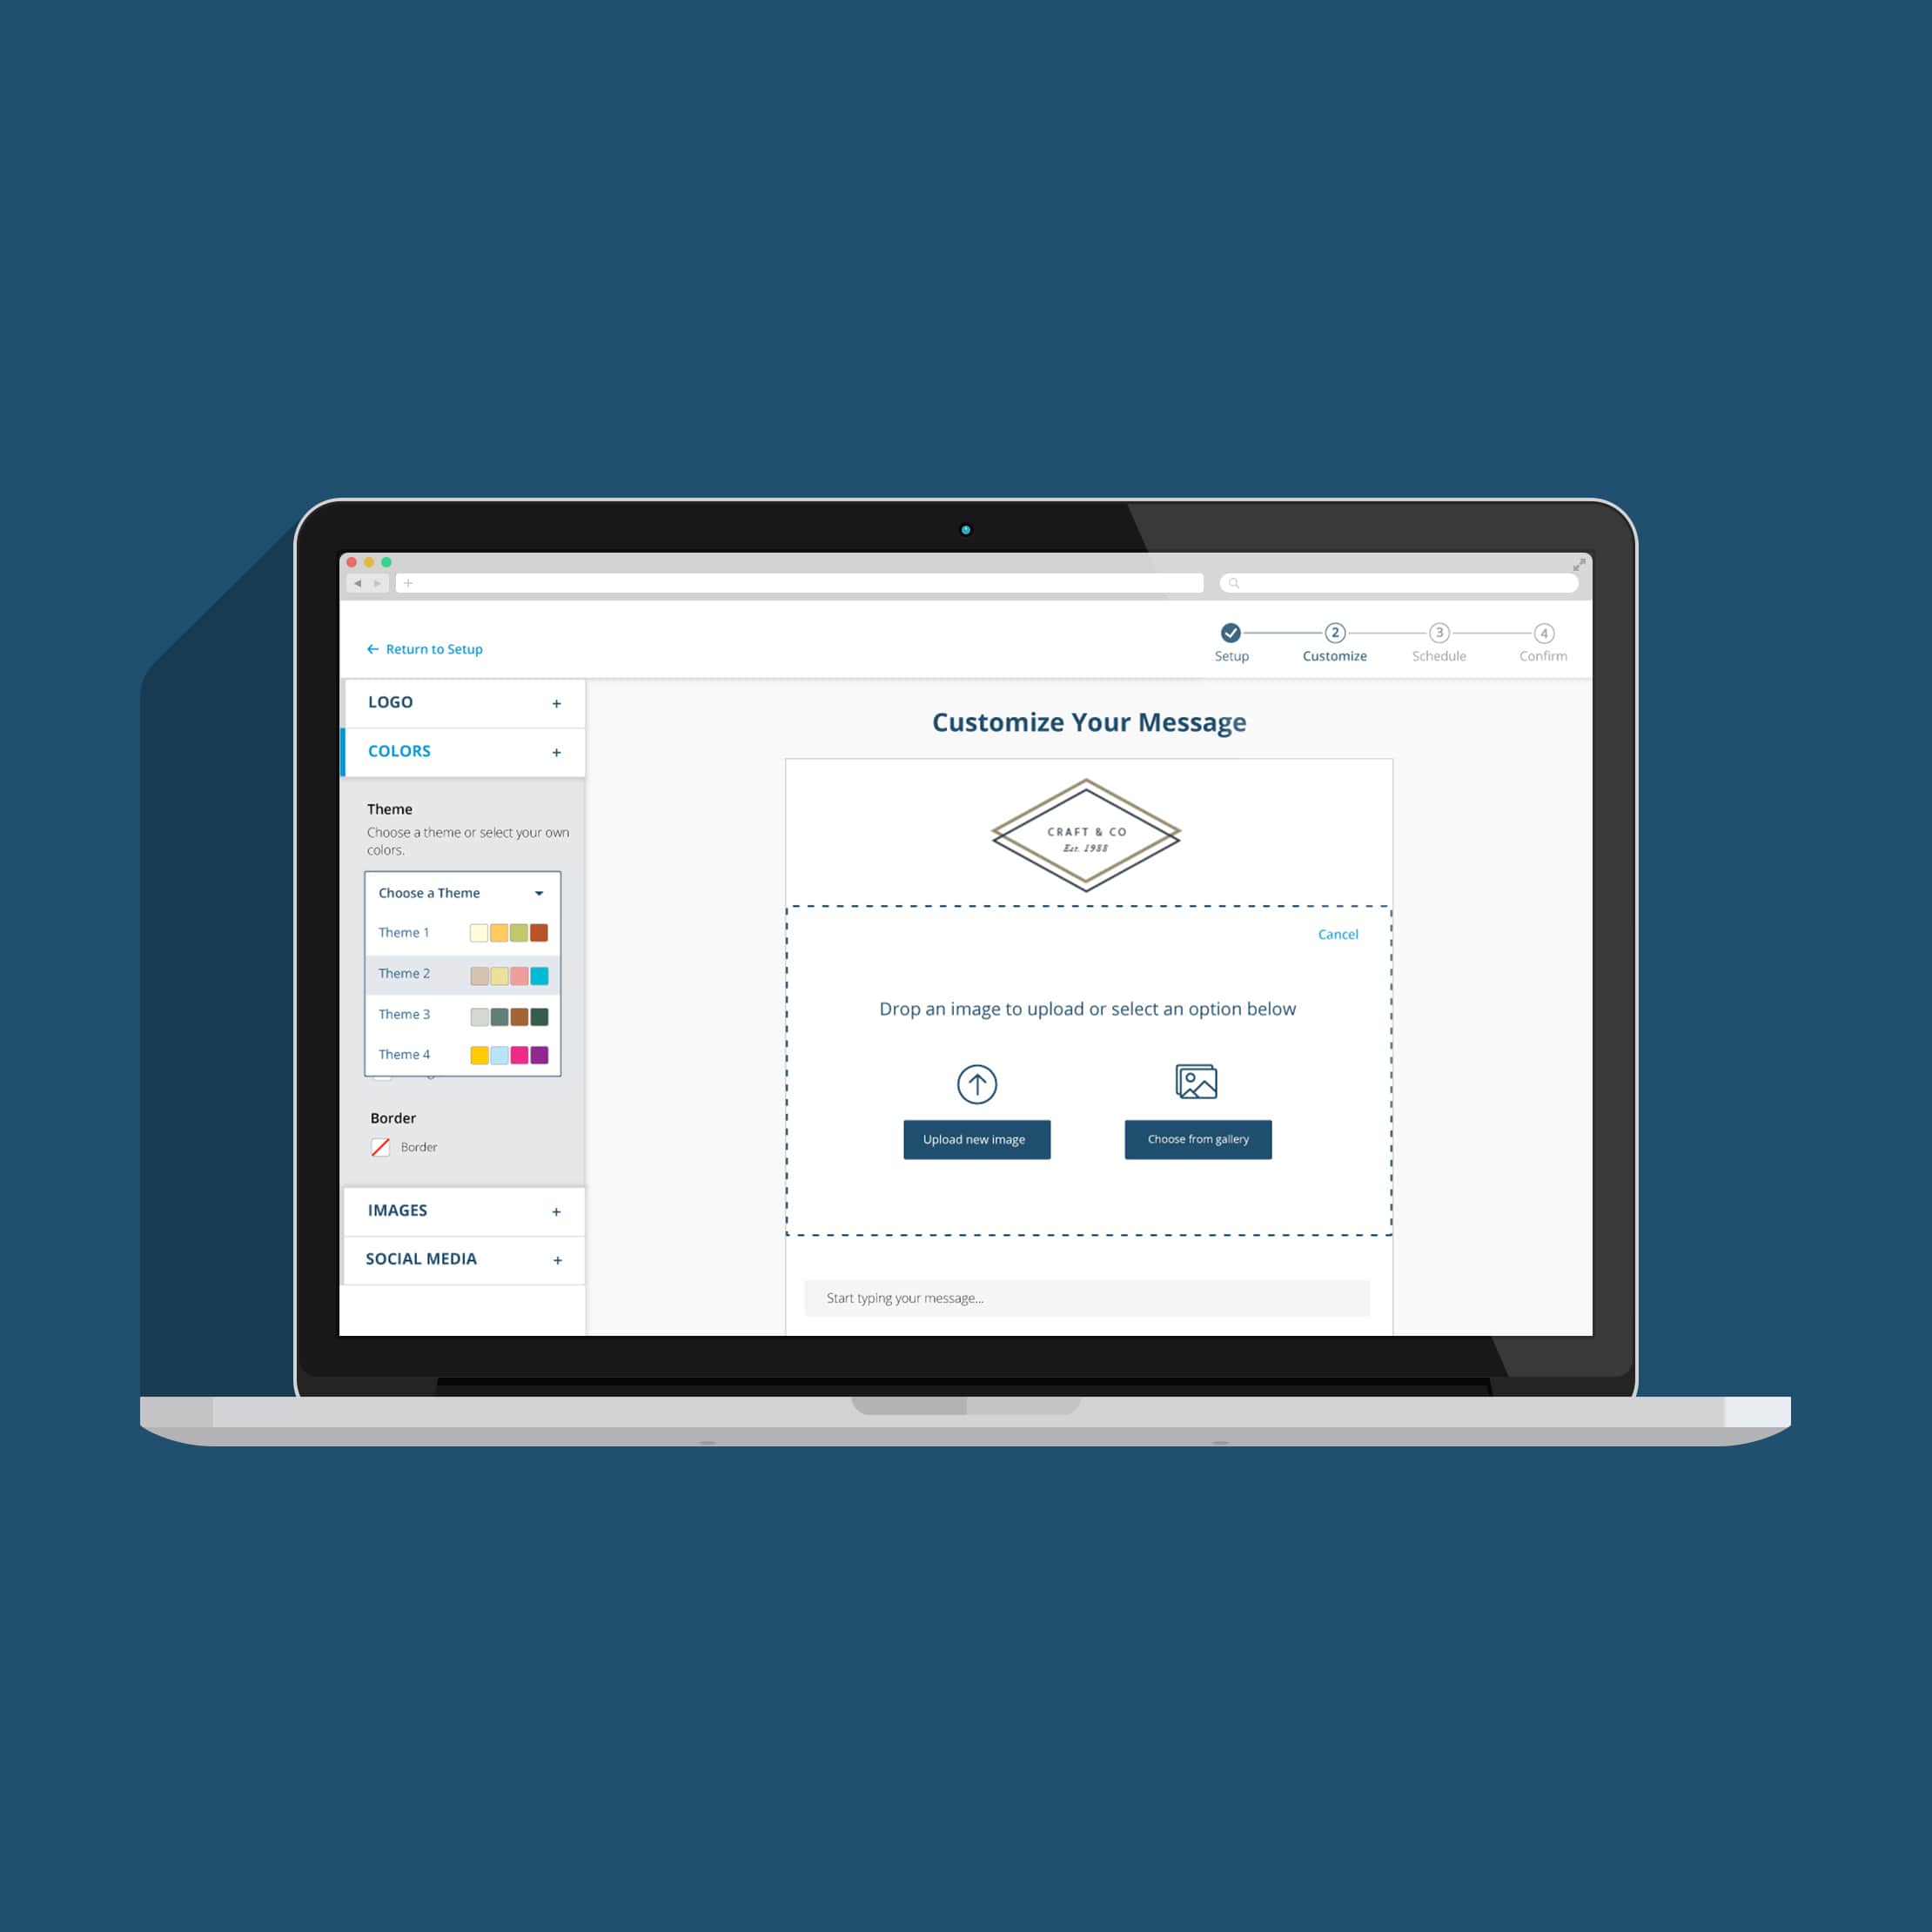 ← Return to Setup
2
3
4
Setup
Customize
Schedule
Confirm
LOGO +
COLORS +
Theme
Choose a theme or select your own
colors.
Choose a Theme
Theme 1
Theme 2
Theme 3
Theme 4
Border
Border
IMAGES +
SOCIAL MEDIA +
Customize Your Message
CRAFT & CO
Est. 1988
Cancel
Drop an image to upload or select an option below
Upload new image
Choose from gallery
Start typing your message...